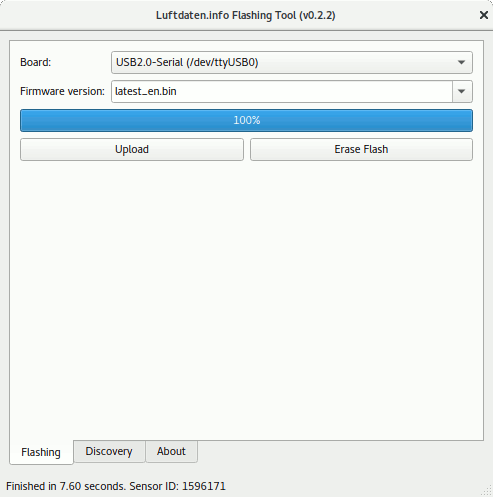 Luftdaten.info Flashing Tool (v0.2.2)
Board: USB2.0-Serial (/dev/ttyUSB0)
Firmware version: latest_en.bin
100%
Upload Erase Flash
Flashing Discovery About
Finished in 7.60 seconds. Sensor ID: 1596171